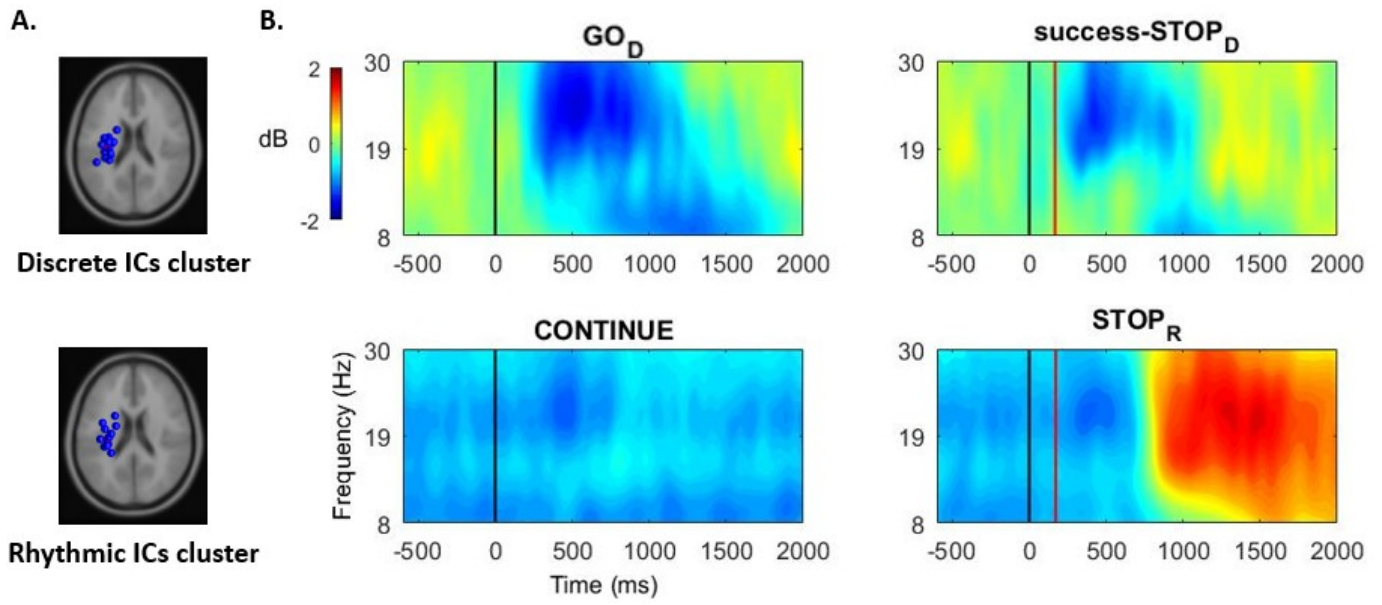 A.
B.
Discrete ICs cluster
Rhythmic ICs cluster
dB
2
0
-2
GO_D
30
19
8
-500 0 500 1000 1500 2000
success-STOP_D
30
19
8
-500 0 500 1000 1500 2000
CONTINUE
Frequency (Hz)
30
19
8
-500 0 500 1000 1500 2000
Time (ms)
STOP_R
30
19
8
-500 0 500 1000 1500 2000